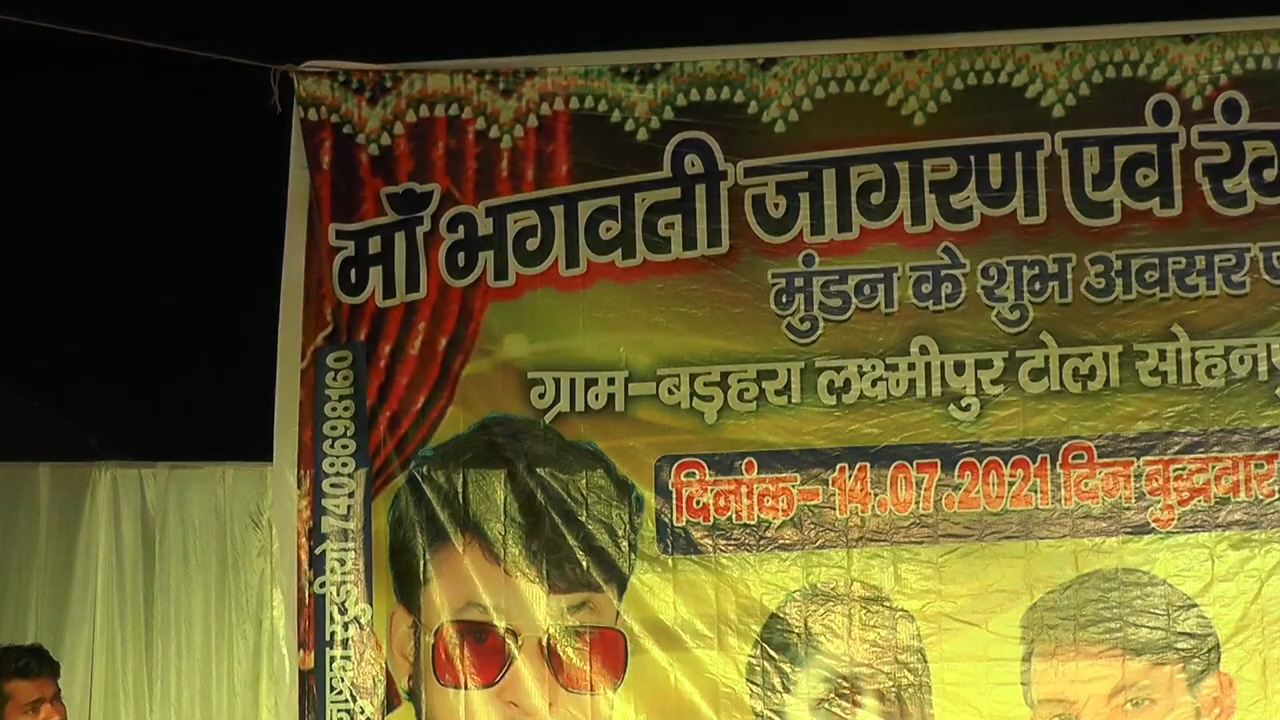 माँ भगवती जागरण एवं
मुंडन के शुभ अवसर
ग्राम-बड़हरा लक्ष्मीपुर टोला
दिनांक- 14.07.2021 दिन बुद्धवार
स्टुडियो 7408698160